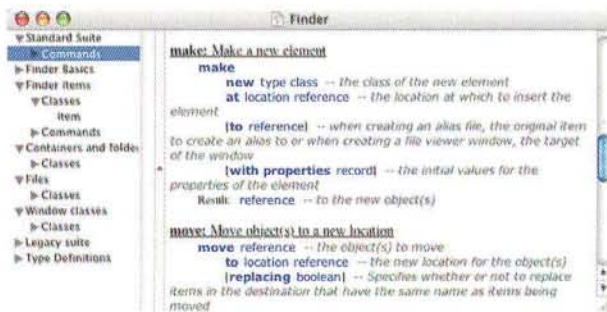 Finder
Standard Suite
Commands
Finder Basics
Finder items
Classes
item
Commands
Containers and folder
Classes
Files
Classes
Window classes
Classes
Legacy suite
Type Definitions
make: Make a new element
make
new type class -- the class of the new element
at location reference -- the location at which to insert the
element
[to reference] -- when creating an alias file, the original item
to create an alias to or when creating a file viewer window, the target
of the window
[with properties record] -- the initial values for the
properties of the element
Result: reference -- to the new object(s)
move: Move object(s) to a new location
move reference -- the object(s) to move
to location reference -- the new location for the object(s)
[replacing boolean] -- Specifies whether or not to replace
items in the destination that have the same name as items being
moved